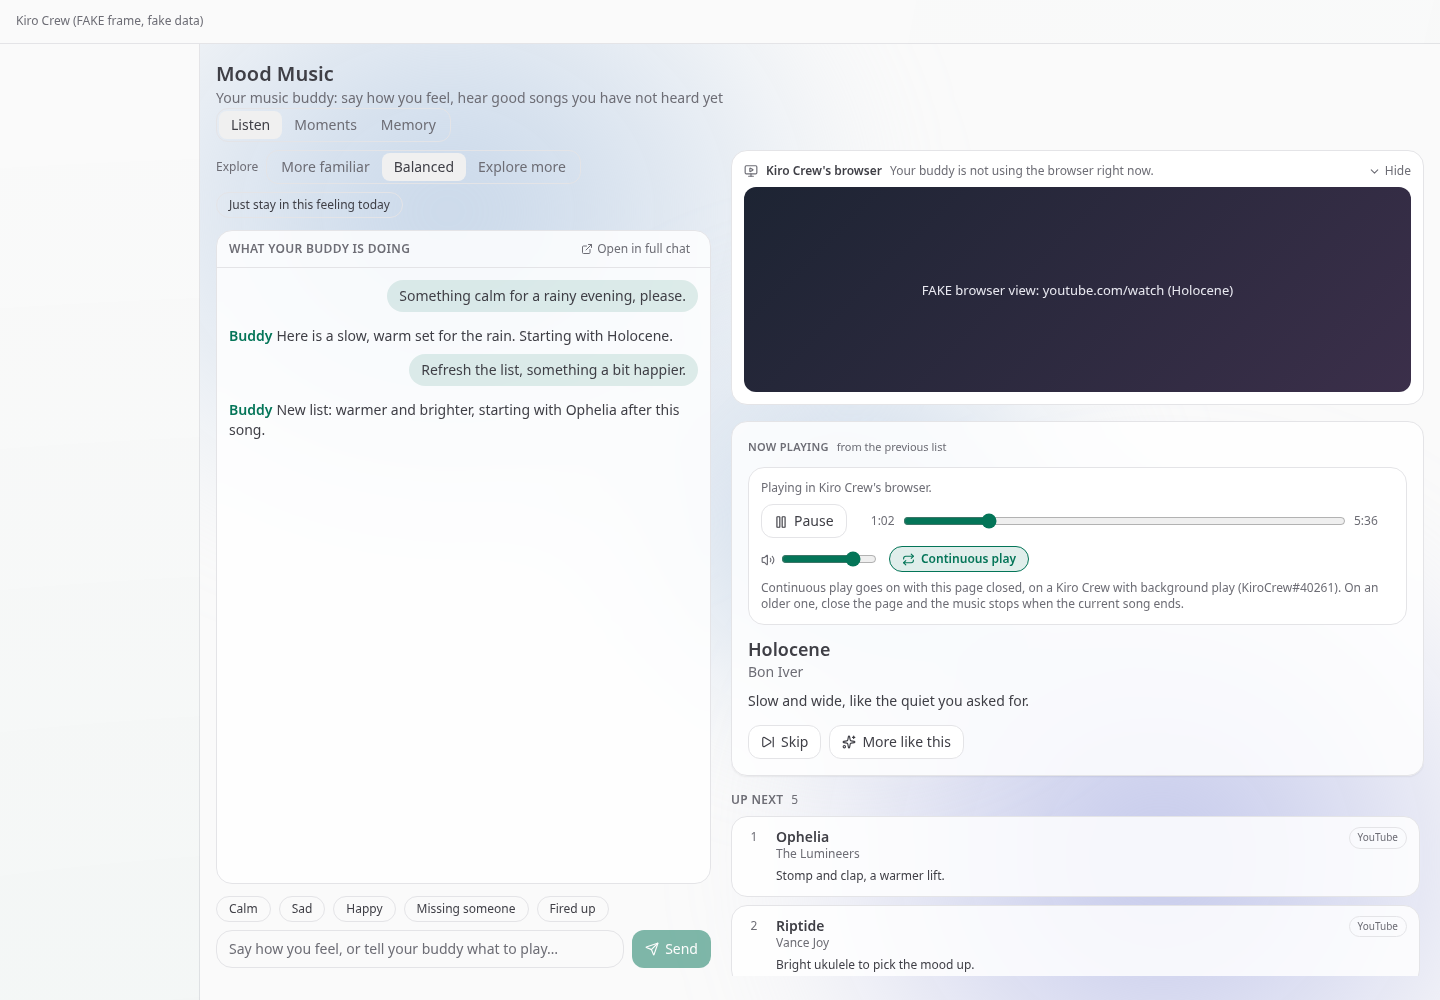 Kiro Crew (FAKE frame, fake data)
Mood Music
Your music buddy: say how you feel, hear good songs you have not heard yet
Listen Moments Memory
Explore More familiar Balanced Explore more
Just stay in this feeling today
WHAT YOUR BUDDY IS DOING Open in full chat
Something calm for a rainy evening, please.
Buddy Here is a slow, warm set for the rain. Starting with Holocene.
Refresh the list, something a bit happier.
Buddy New list: warmer and brighter, starting with Ophelia after this
song.
Calm Sad Happy Missing someone Fired up
Say how you feel, or tell your buddy what to play... Send
Kiro Crew's browser Your buddy is not using the browser right now. Hide
FAKE browser view: youtube.com/watch (Holocene)
NOW PLAYING from the previous list
Playing in Kiro Crew's browser.
Pause 1:02 5:36
Continuous play
Continuous play goes on with this page closed, on a Kiro Crew with background play (KiroCrew#40261). On an
older one, close the page and the music stops when the current song ends.
Holocene
Bon Iver
Slow and wide, like the quiet you asked for.
Skip More like this
UP NEXT 5
1 Ophelia YouTube
The Lumineers
Stomp and clap, a warmer lift.
2 Riptide YouTube
Vance Joy
Bright ukulele to pick the mood up.